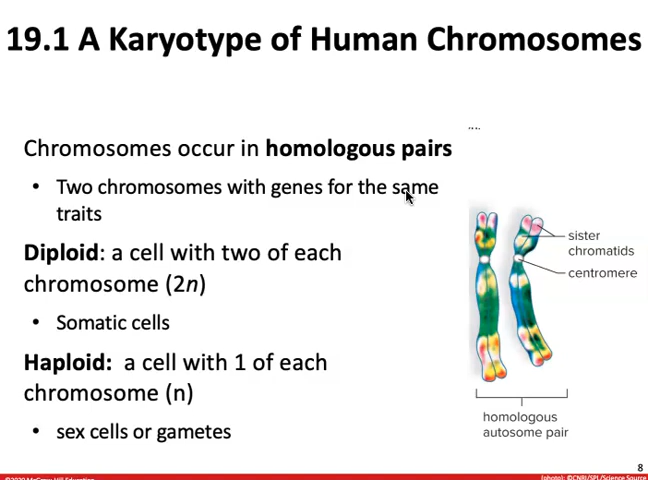 19.1 A Karyotype of Human Chromosomes
Chromosomes occur in homologous pairs
• Two chromosomes with genes for the same
traits
Diploid: a cell with two of each
chromosome (2n)
• Somatic cells
Haploid: a cell with 1 of each
chromosome (n)
• sex cells or gametes
sister
chromatids
centromere
homologous
autosome pair
8
(photo): ©CNRI/SPL/Science Source